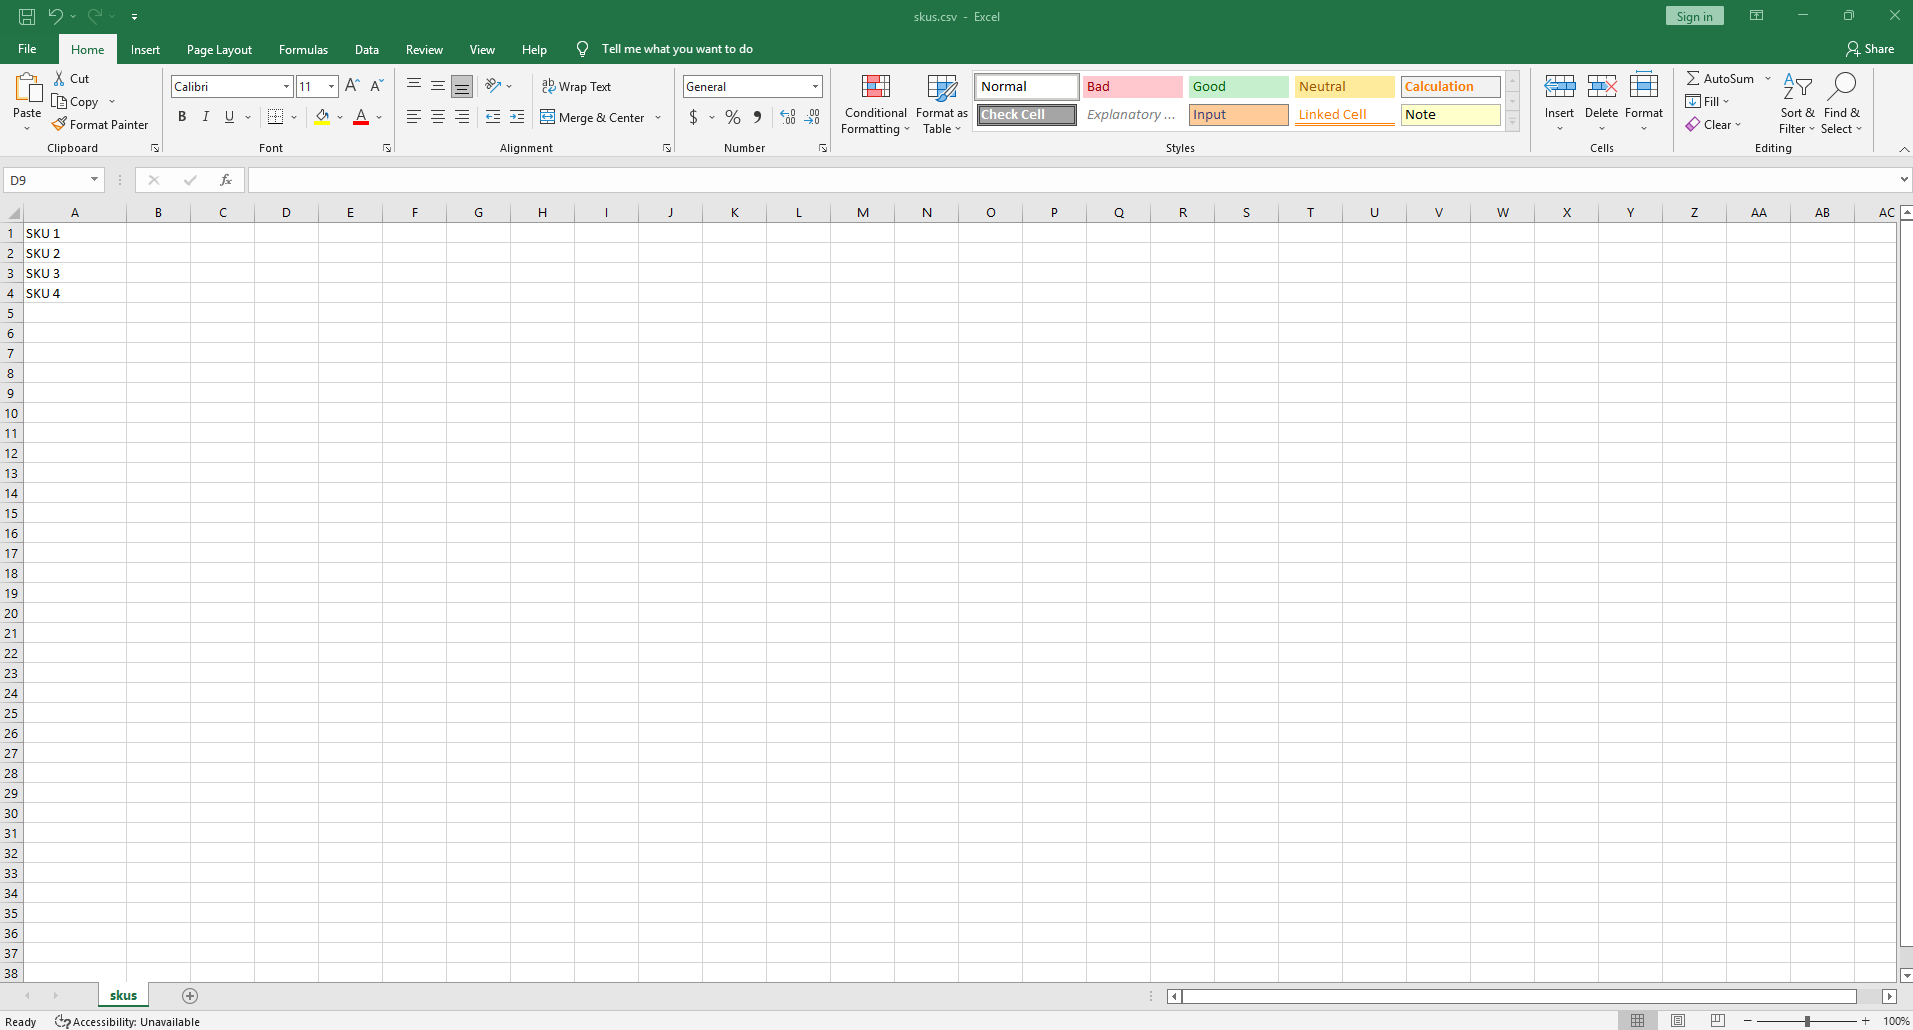 skus.csv - Excel
Sign in
File Home Insert Page Layout Formulas Data Review View Help Tell me what you want to do Share
Paste
Cut
Copy
Format Painter
Clipboard
Calibri 11
B I U
Font
Wrap Text
Merge & Center
Alignment
General
$ %
Number
Conditional Formatting
Format as Table
Normal Bad Good Neutral Calculation
Check Cell Explanatory ... Input Linked Cell Note
Styles
Insert Delete Format
Cells
AutoSum
Fill
Clear
Sort & Filter
Find & Select
Editing
D9 fx
A B C D E F G H I J K L M N O P Q R S T U V W X Y Z AA AB AC
1 SKU 1
2 SKU 2
3 SKU 3
4 SKU 4
5
6
7
8
9
10
11
12
13
14
15
16
17
18
19
20
21
22
23
24
25
26
27
28
29
30
31
32
33
34
35
36
37
38
skus
Ready Accessibility: Unavailable 100%